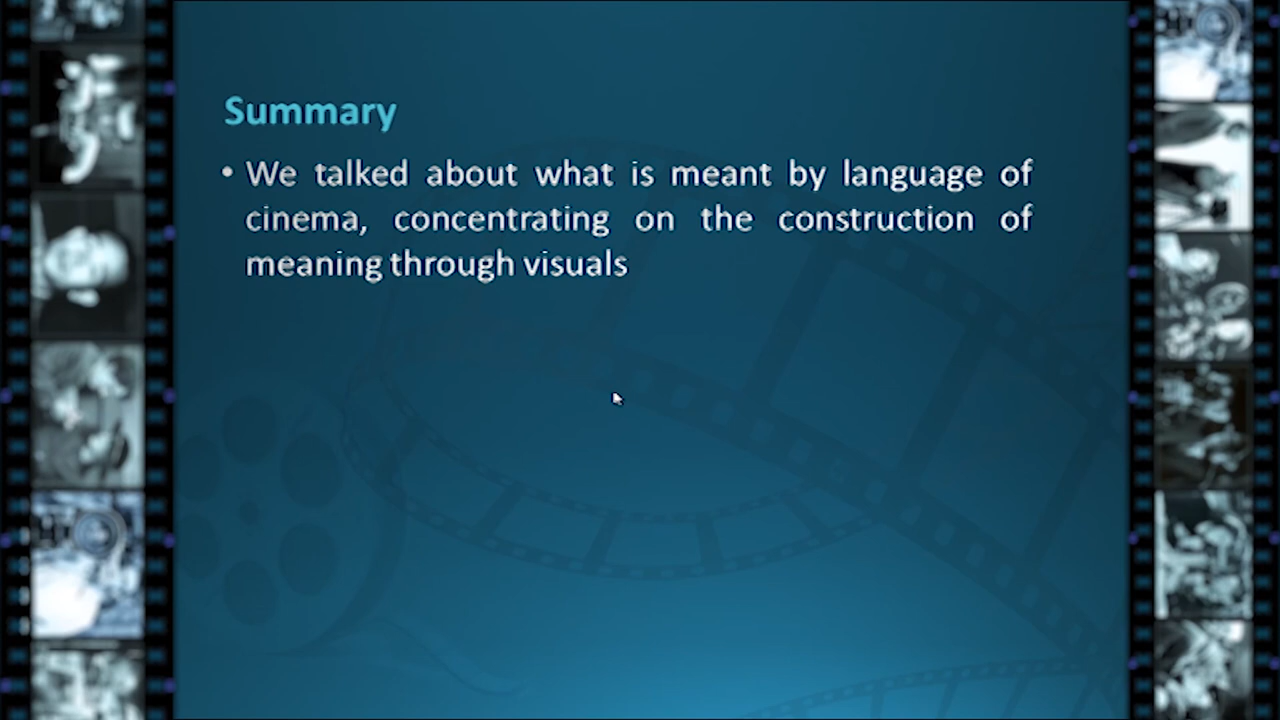 Summary
• We talked about what is meant by language of
cinema, concentrating on the construction of
meaning through visuals